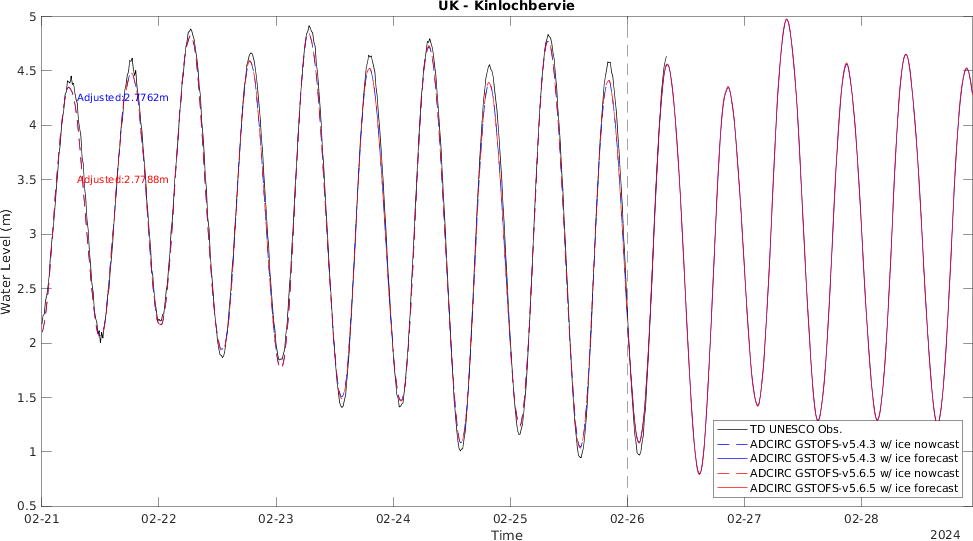 UK - Kinlochbervie
5
4.5
4
3.5
3
2.5
2
1.5
1
0.5
Water Level (m)
Adjusted:2.7762m
Adjusted:2.7788m
TD UNESCO Obs.
ADCIRC GSTOFS-v5.4.3 w/ ice nowcast
ADCIRC GSTOFS-v5.4.3 w/ ice forecast
ADCIRC GSTOFS-v5.6.5 w/ ice nowcast
ADCIRC GSTOFS-v5.6.5 w/ ice forecast
02-21 02-22 02-23 02-24 02-25 02-26 02-27 02-28
Time
2024